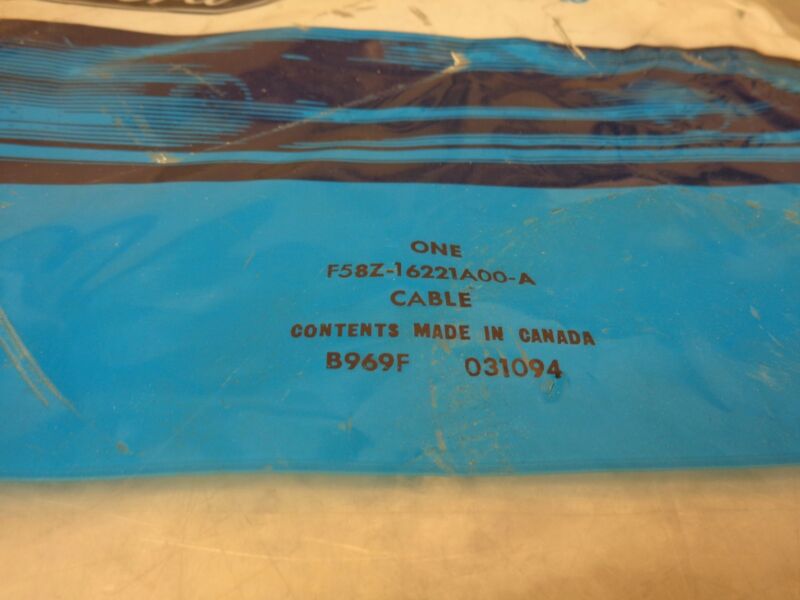 ONE
F58Z-16221A00-A
CABLE
CONTENTS MADE IN CANADA
B969F 031094